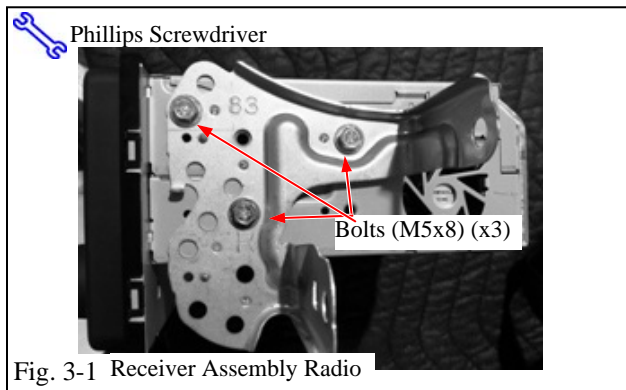 Phillips Screwdriver
83
Bolts (M5x8) (x3)
Fig. 3-1 Receiver Assembly Radio